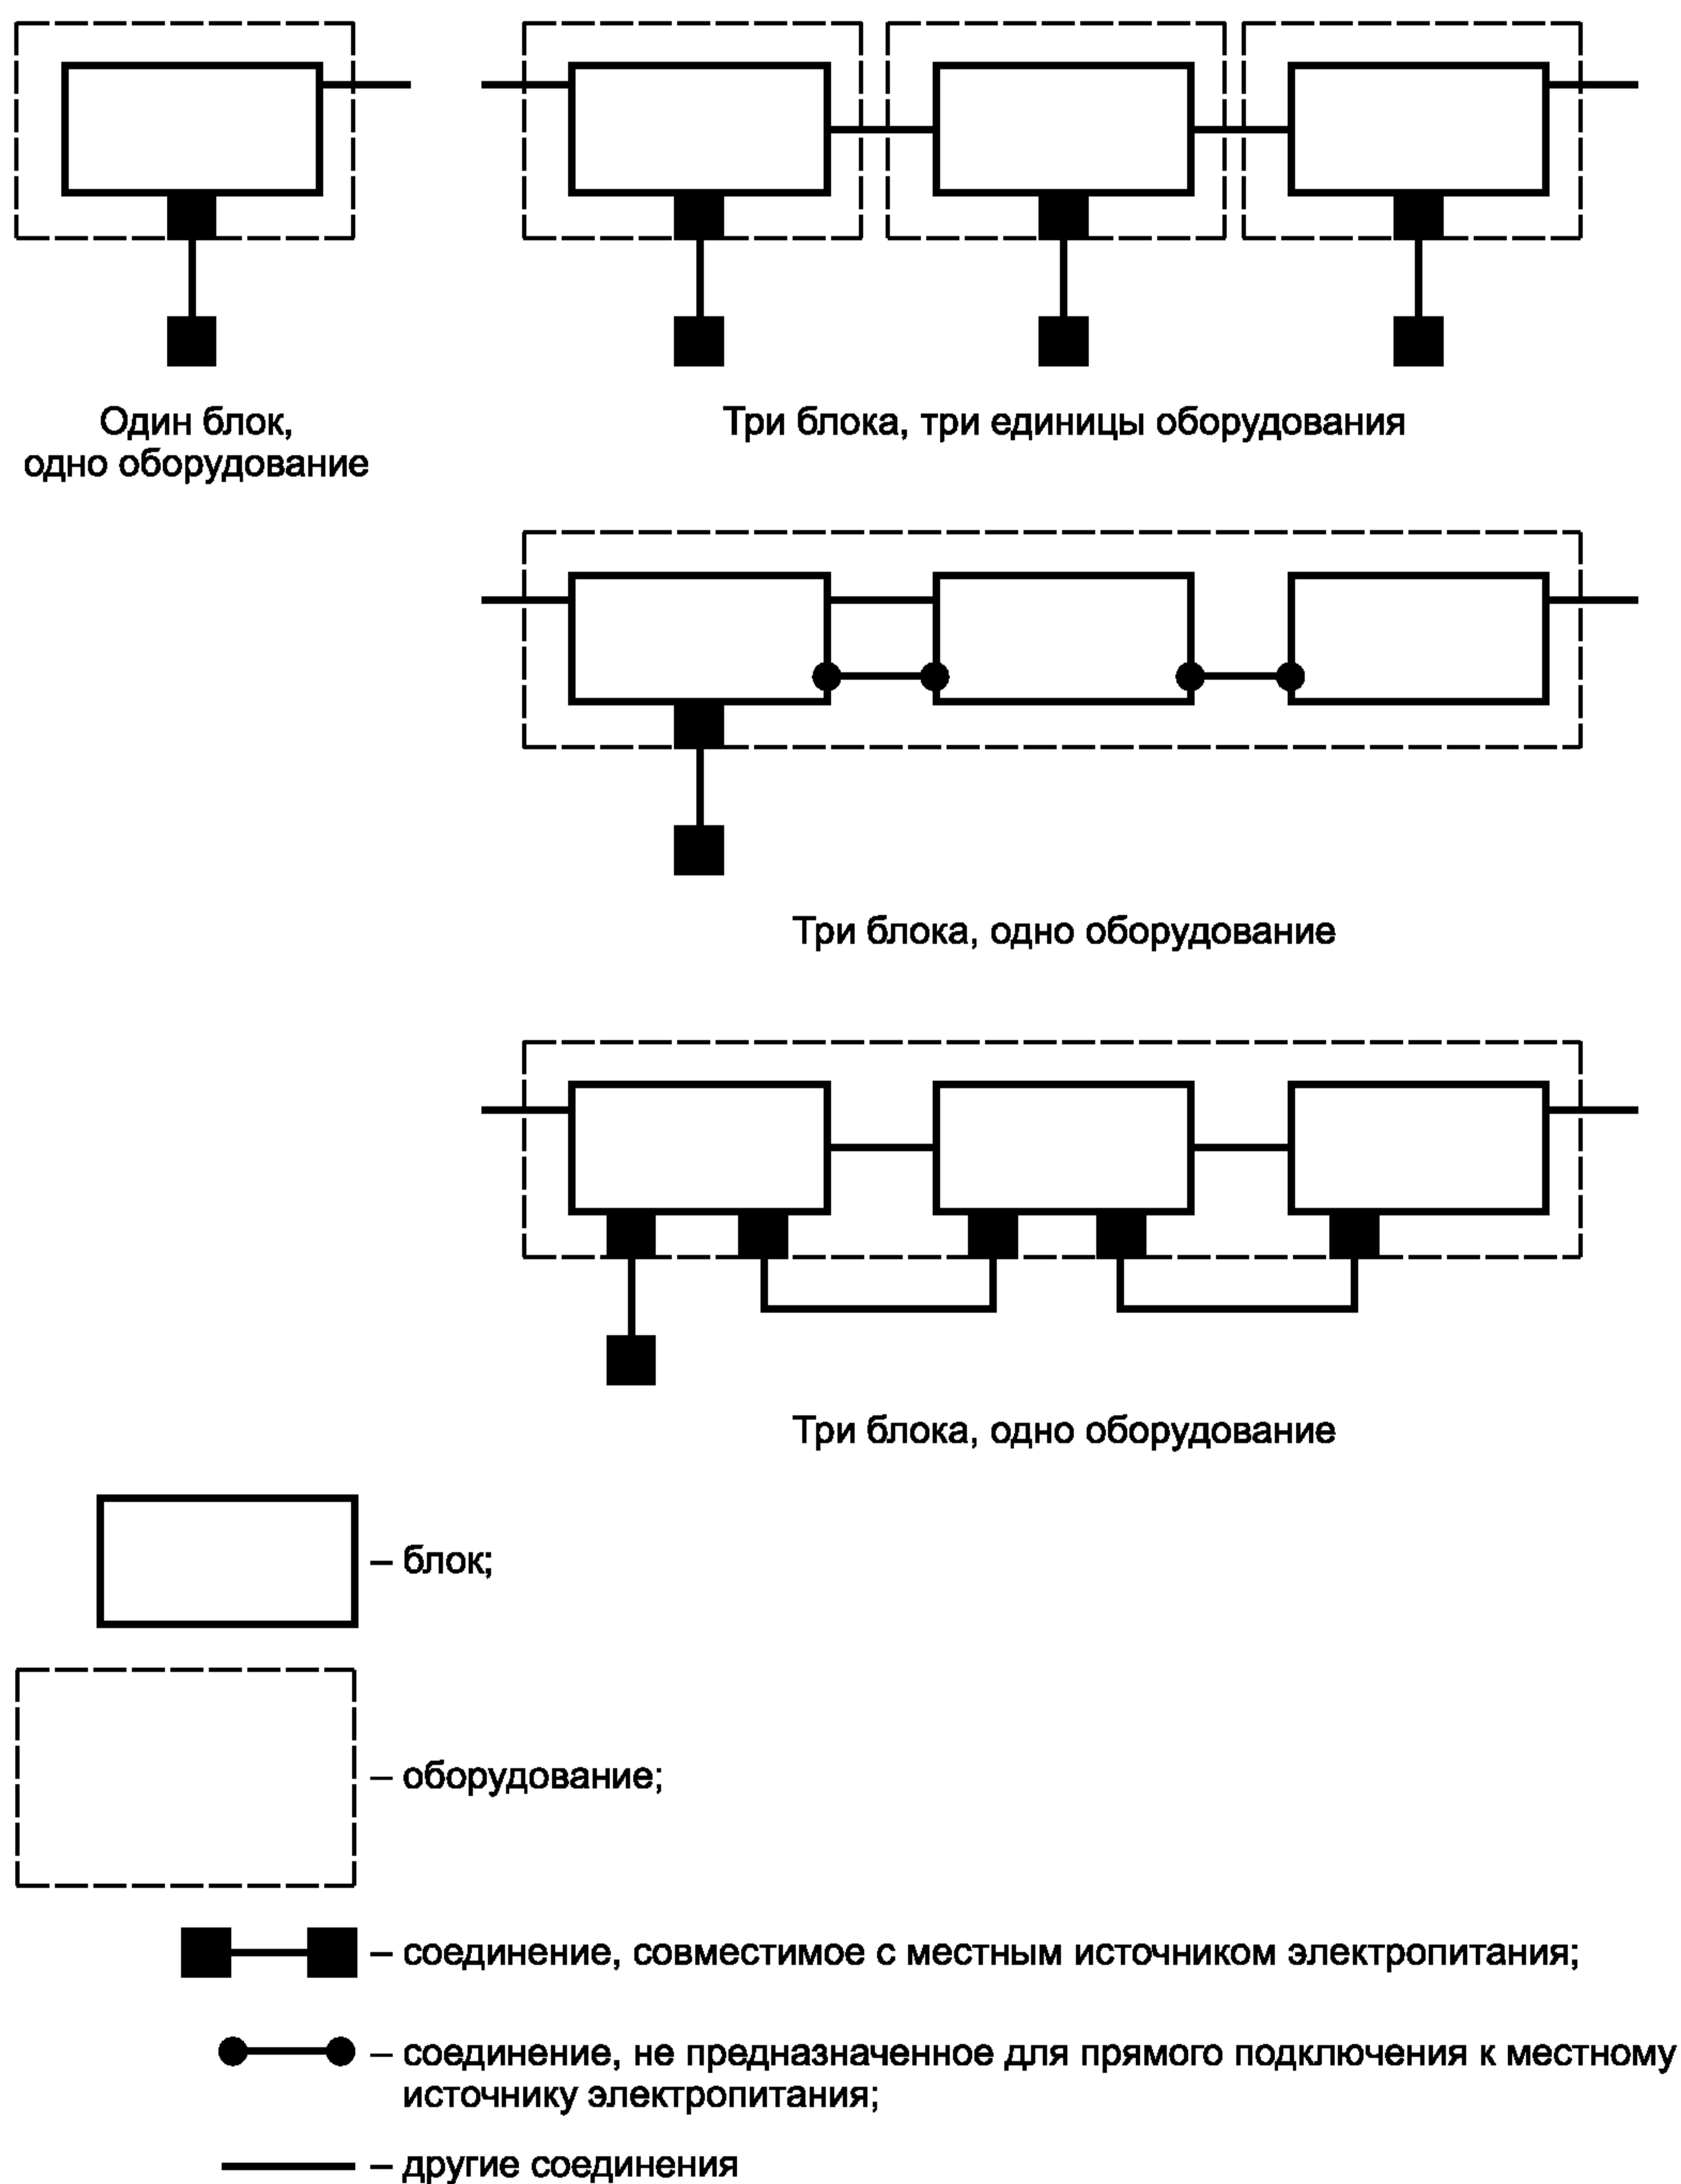 Один блок,
одно оборудование
Три блока, три единицы оборудования
Три блока, одно оборудование
Три блока, одно оборудование
– блок;
– оборудование;
– соединение, совместимое с местным источником электропитания;
– соединение, не предназначенное для прямого подключения к местному
источнику электропитания;
– другие соединения